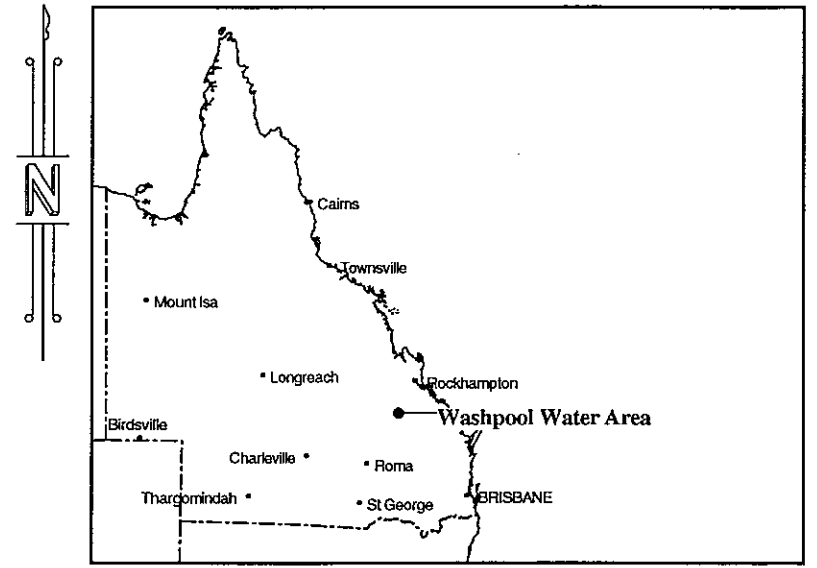 N
Cairns
Townsville
Mount Isa
Longreach
Rockhampton
Washpool Water Area
Birdsville
Charleville
Roma
Thargomindah
St George
BRISBANE